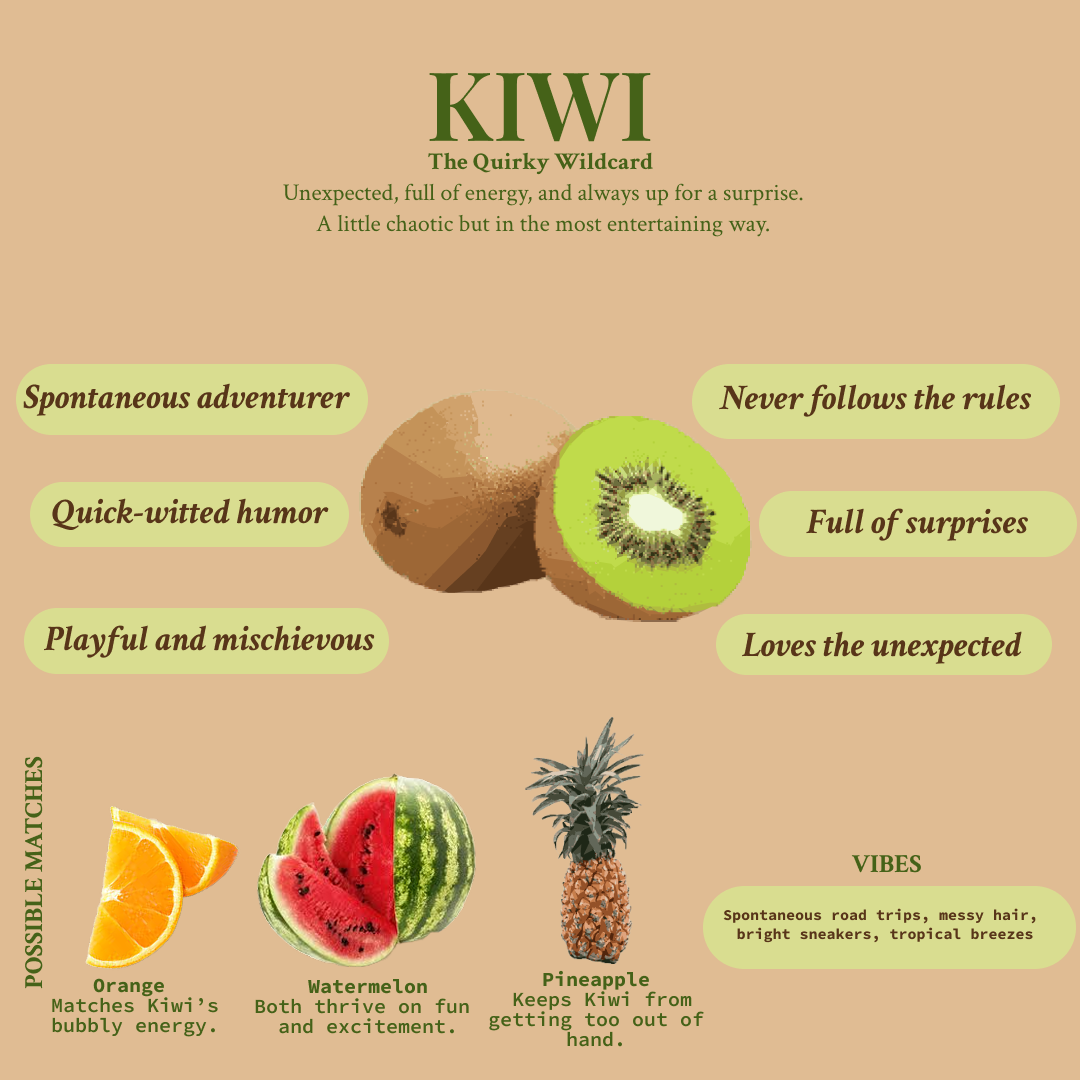 KIWI
The Quirky Wildcard
Unexpected, full of energy, and always up for a surprise.
A little chaotic but in the most entertaining way.
Spontaneous adventurer
Never follows the rules
Quick-witted humor
Full of surprises
Playful and mischievous
Loves the unexpected
POSSIBLE MATCHES
Orange
Matches Kiwi’s
bubbly energy.
Watermelon
Both thrive on fun
and excitement.
Pineapple
Keeps Kiwi from
getting too out of
hand.
VIBES
Spontaneous road trips, messy hair,
bright sneakers, tropical breezes